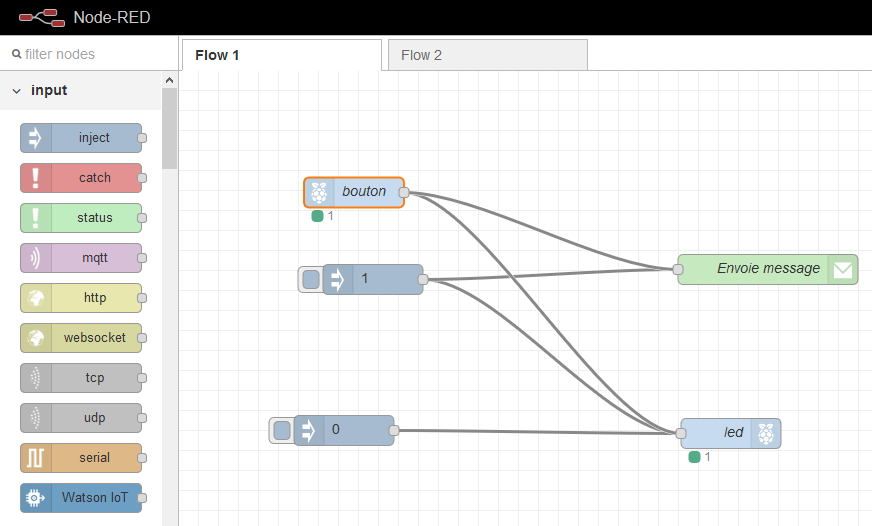 Node-RED
filter nodes
Flow 1
Flow 2
input
inject
catch
status
mqtt
http
websocket
tcp
udp
serial
Watson IoT
bouton
1
1
Envoie message
0
led
1